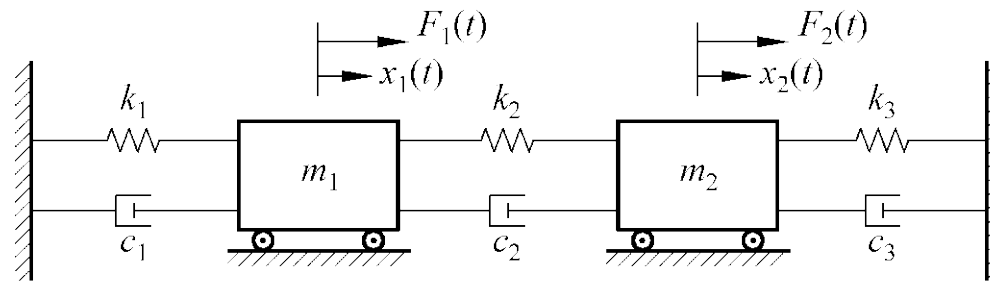 F₁(t) F₂(t)
x₁(t) x₂(t)
k₁ k₂ k₃
m₁ m₂
c₁ c₂ c₃